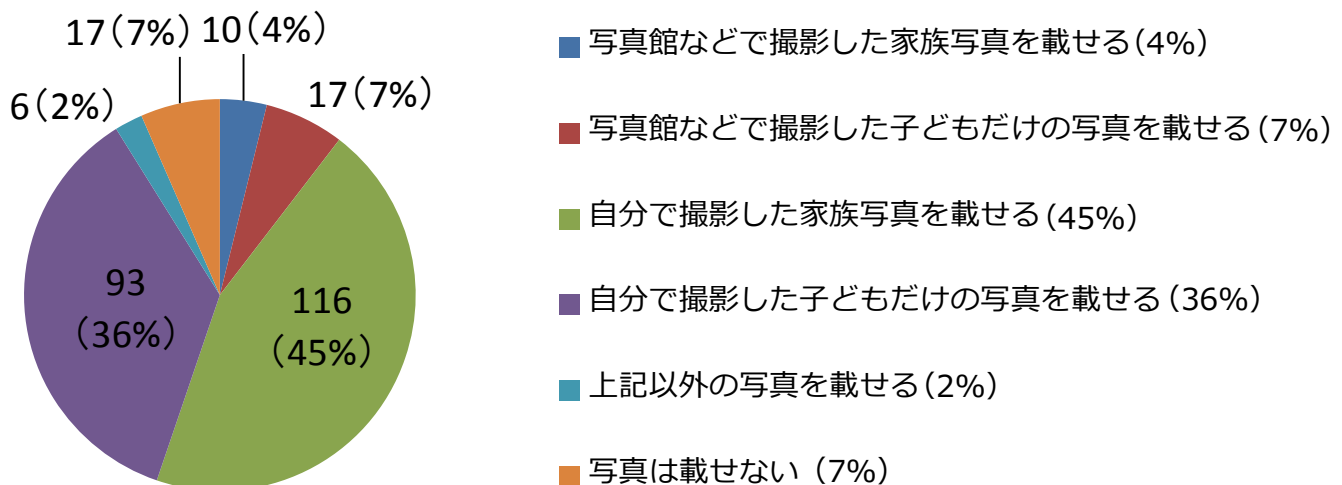 17(7%)
10(4%)
6(2%)
17(7%)
93
(36%)
116
(45%)
写真館などで撮影した家族写真を載せる(4%)
写真館などで撮影した子どもだけの写真を載せる(7%)
自分で撮影した家族写真を載せる(45%)
自分で撮影した子どもだけの写真を載せる(36%)
上記以外の写真を載せる(2%)
写真は載せない(7%)